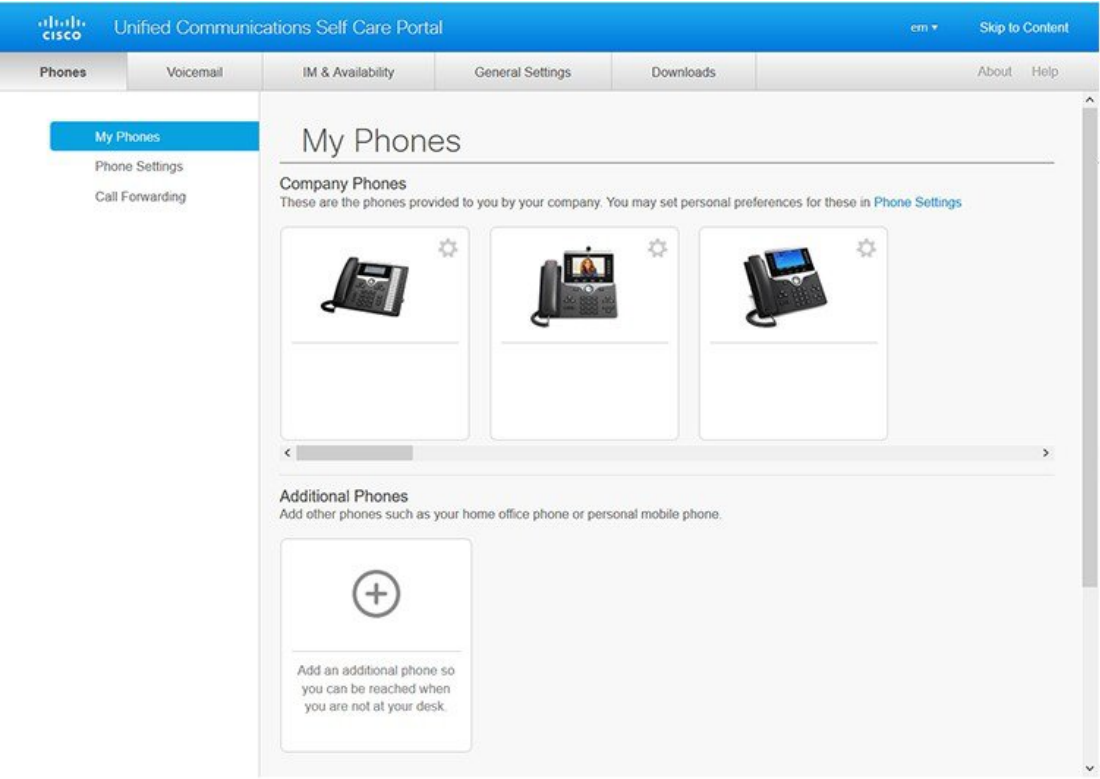 cisco
Unified Communications Self Care Portal
em
Skip to Content
Phones
Voicemail
IM & Availability
General Settings
Downloads
About
Help
My Phones
Phone Settings
Call Forwarding
My Phones
Company Phones
These are the phones provided to you by your company. You may set personal preferences for these in Phone Settings
Additional Phones
Add other phones such as your home office phone or personal mobile phone.
Add an additional phone so
you can be reached when
you are not at your desk.